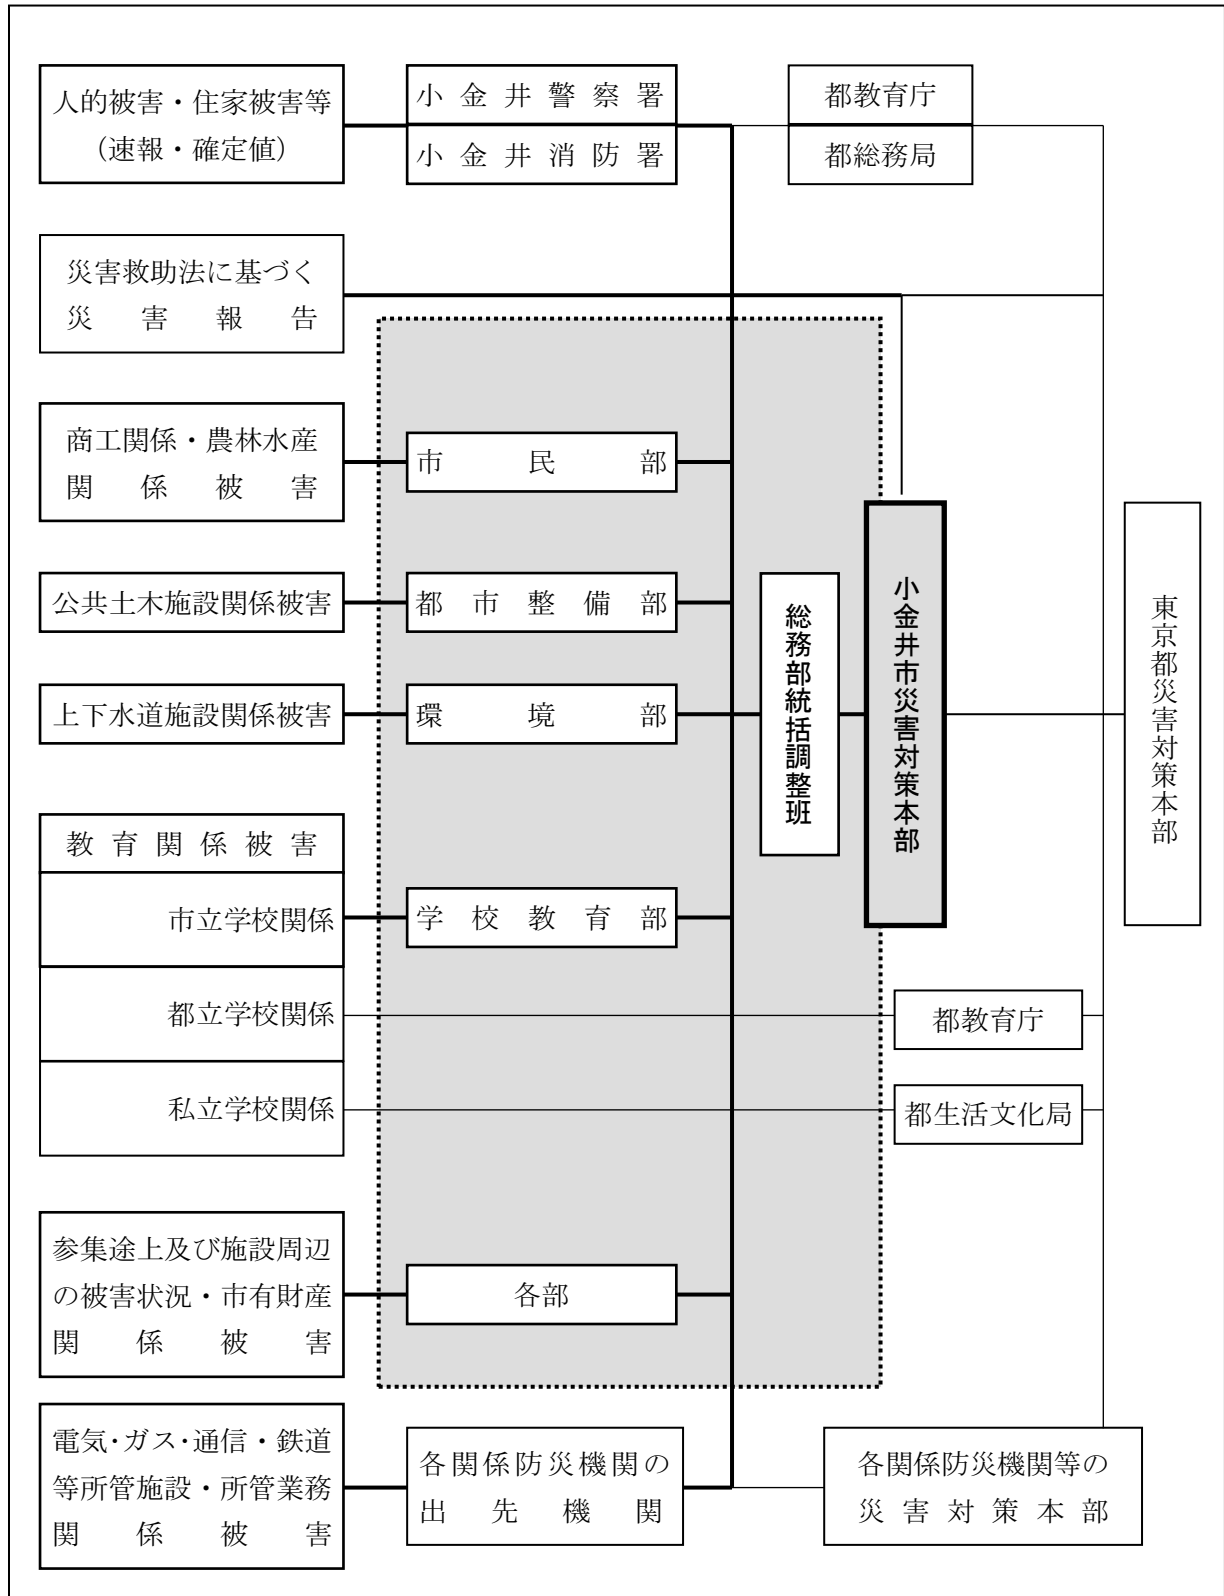 人的被害・住家被害等
（速報・確定値）
小金井警察署
小金井消防署
都教育庁
都総務局
災害救助法に基づく
災害報告
商工関係・農林水産
関係被害
市民部
公共土木施設関係被害
都市整備部
上下水道施設関係被害
環境部
総務部統括調整班
小金井市災害対策本部
東京都災害対策本部
教育関係被害
市立学校関係
学校教育部
都立学校関係
都教育庁
私立学校関係
都生活文化局
参集途上及び施設周辺
の被害状況・市有財産
関係被害
各部
電気・ガス・通信・鉄道
等所管施設・所管業務
関係被害
各関係防災機関の
出先機関
各関係防災機関等の
災害対策本部